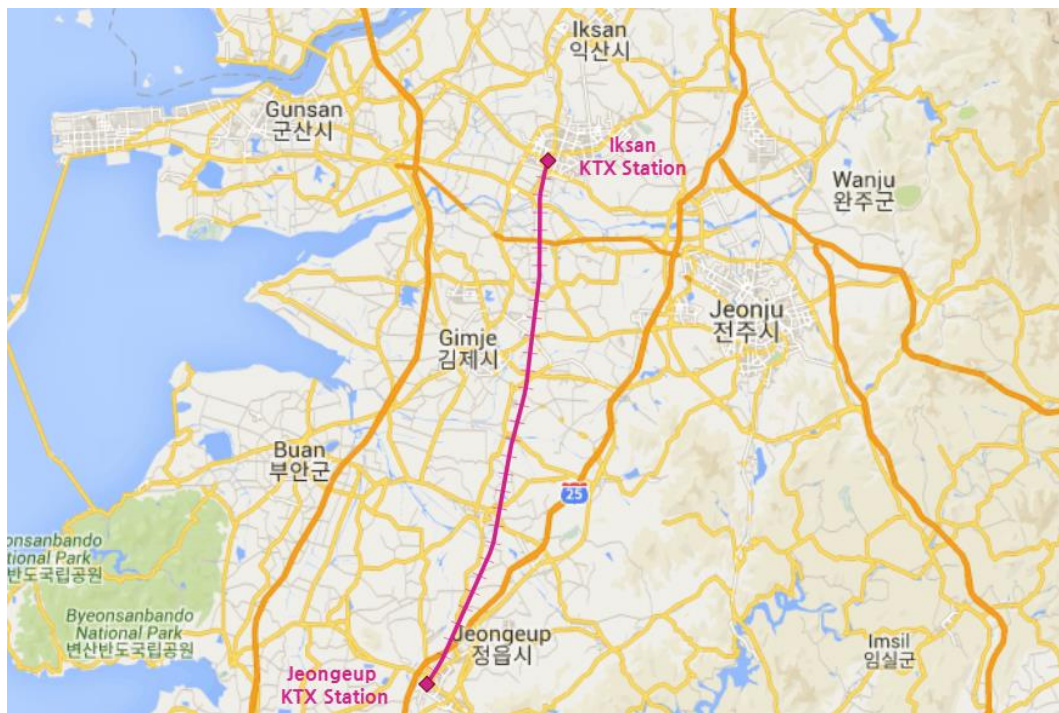 Iksan
익산시
Gunsan
군산시
Iksan
KTX Station
Wanju
완주군
Jeonju
전주시
Gimje
김제시
Buan
부안군
25
onsanbando
tional Park
반도국립공원
Byeonsanbando
National Park
변산반도국립공원
Jeongeup
정읍시
Imsil
임실군
Jeongeup
KTX Station